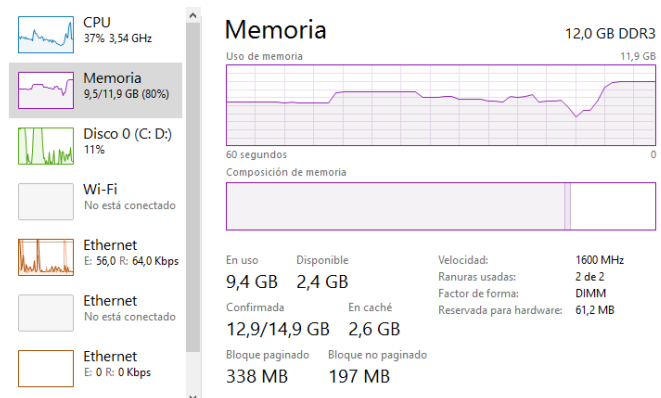 CPU
37% 3,54 GHz
Memoria
9,5/11,9 GB (80%)
Disco 0 (C: D:)
11%
Wi-Fi
No está conectado
Ethernet
E: 56,0 R: 64,0 Kbps
Ethernet
No está conectado
Ethernet
E: 0 R: 0 Kbps
Memoria
12,0 GB DDR3
Uso de memoria
11,9 GB
60 segundos
0
Composición de memoria
En uso
Disponible
9,4 GB
2,4 GB
Confirmada
En caché
12,9/14,9 GB
2,6 GB
Bloque paginado
Bloque no paginado
338 MB
197 MB
Velocidad:
1600 MHz
Ranuras usadas:
2 de 2
Factor de forma:
DIMM
Reservada para hardware:
61,2 MB